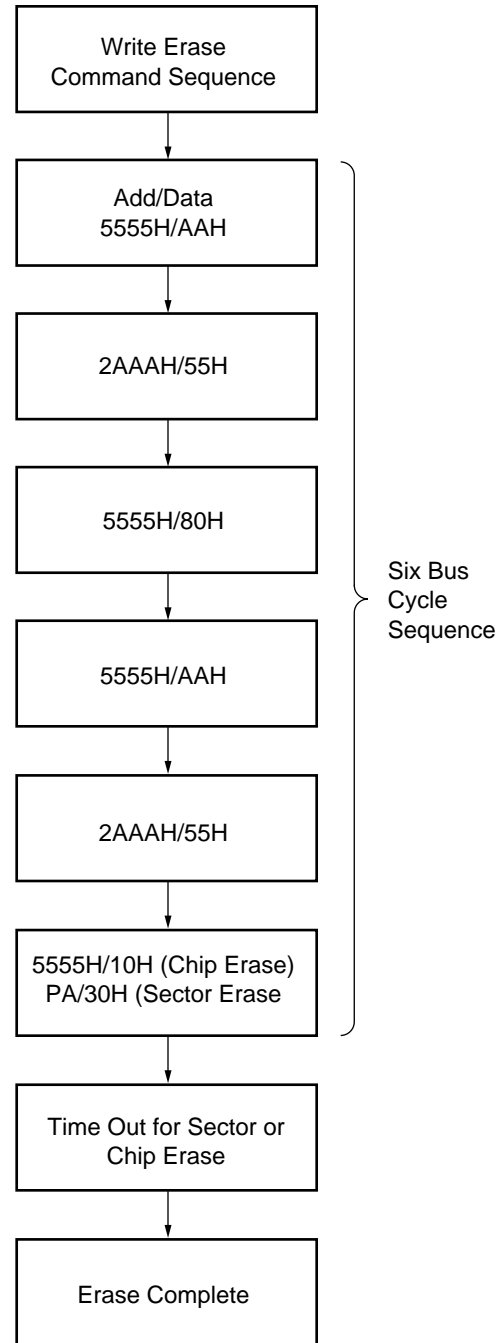 Write Erase
Command Sequence
Add/Data
5555H/AAH
2AAAH/55H
5555H/80H
5555H/AAH
2AAAH/55H
5555H/10H (Chip Erase)
PA/30H (Sector Erase
Six Bus
Cycle
Sequence
Time Out for Sector or
Chip Erase
Erase Complete